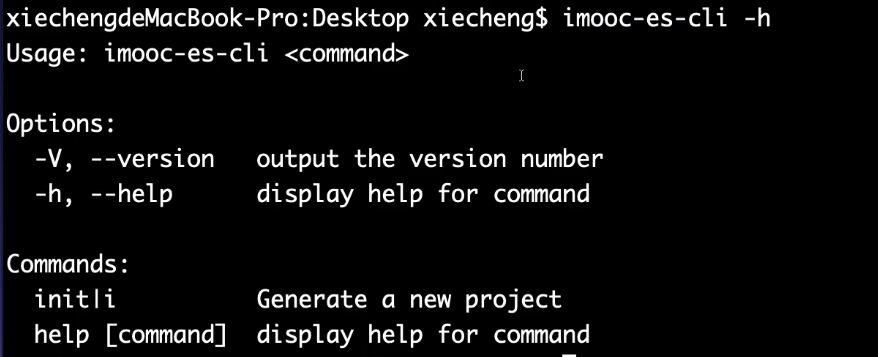 xiechengdeMacBook-Pro:Desktop xiecheng$ imooc-es-cli -h
Usage: imooc-es-cli <command>
Options:
-V, --version output the version number
-h, --help display help for command
Commands:
init|i Generate a new project
help [command] display help for command